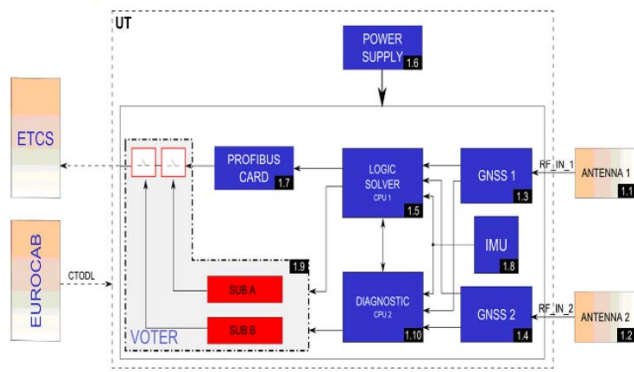 UT
POWER
SUPPLY
1.6
ETCS
PROFIBUS
CARD
1.7
LOGIC
SOLVER
CPU 1
1.5
GNSS 1
1.3
RF_IN_1
ANTENNA 1
1.1
IMU
1.8
EUROCAB
CTODL
1.9
SUB A
SUB B
VOTER
DIAGNOSTIC
CPU 2
1.10
GNSS 2
1.4
RF_IN_2
ANTENNA 2
1.2